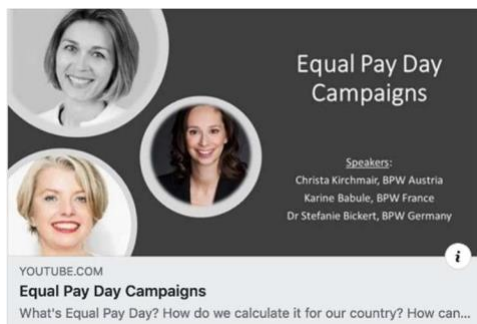 Equal Pay Day
Campaigns
Speakers:
Christa Kirchmair, BPW Austria
Karine Babule, BPW France
Dr Stefanie Bickert, BPW Germany
i
YOUTUBE.COM
Equal Pay Day Campaigns
What's Equal Pay Day? How do we calculate it for our country? How can...